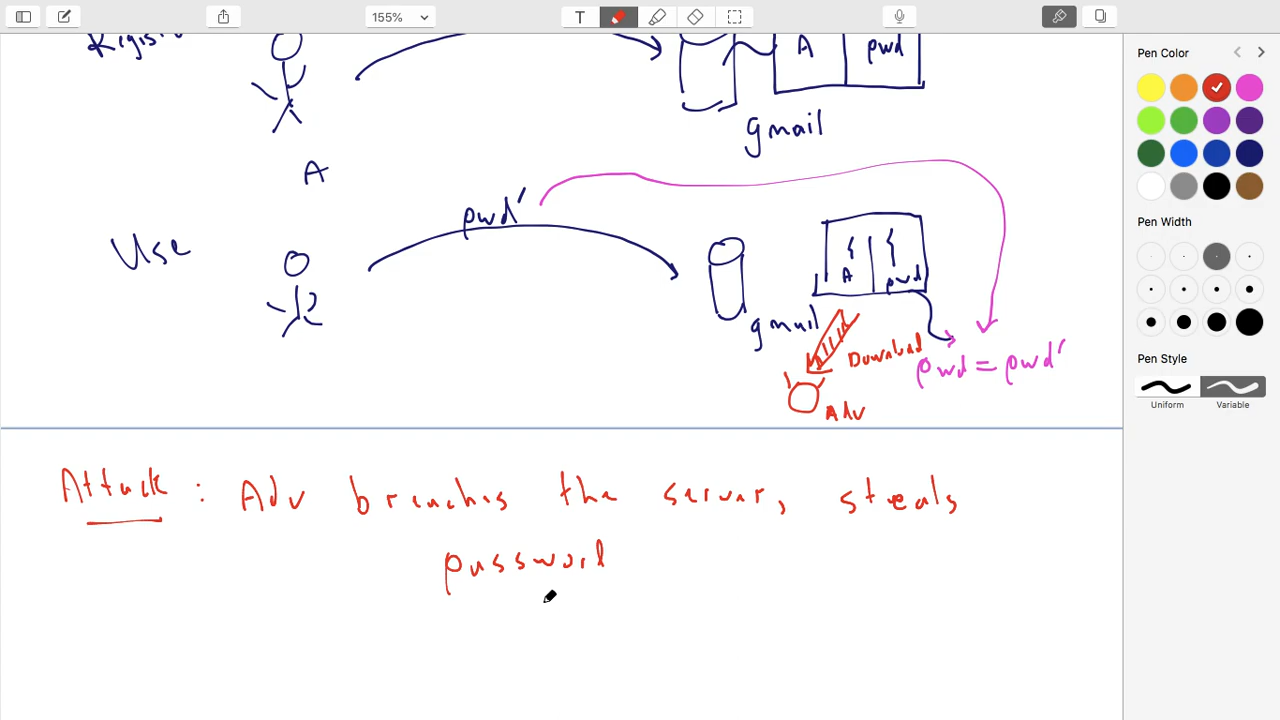 155%
T
A pwd
gmail
A
pwd'
Use
A pwd
gmail
Download
pwd = pwd'
Adv
Attack : Adv breaches the server, steals
password
Pen Color
Pen Width
Pen Style
Uniform Variable